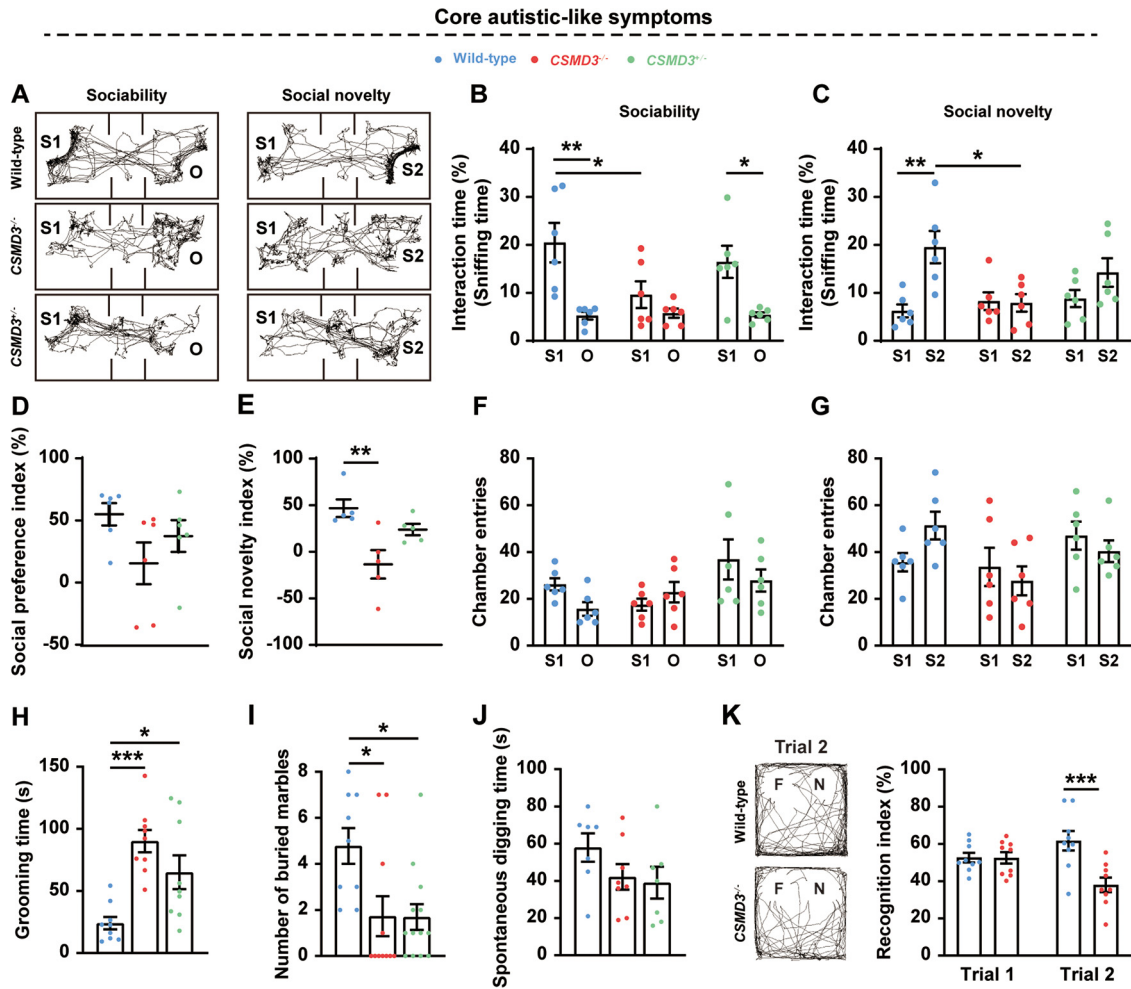 Core autistic-like symptoms
Wild-type CSMD3-/- CSMD3+/-
A
Sociability Social novelty
Wild-type
S1 O
S1 S2
CSMD3-/-
S1 O
S1 S2
CSMD3+/-
S1 O
S1 S2
B
Sociability
Interaction time (%)
(Sniffing time)
40
30
20
10
0
** * *
S1 O S1 O S1 O
C
Social novelty
Interaction time (%)
(Sniffing time)
40
30
20
10
0
** *
S1 S2 S1 S2 S1 S2
D
Social preference index (%)
100
50
0
-50
E
Social novelty index (%)
100
50
0
-50
-100
**
F
Chamber entries
80
60
40
20
0
S1 O S1 O S1 O
G
Chamber entries
80
60
40
20
0
S1 S2 S1 S2 S1 S2
H
Grooming time (s)
150
100
50
0
*
***
I
Number of buried marbles
8
6
4
2
0
*
*
J
Spontaneous digging time (s)
100
80
60
40
20
0
K
Trial 2
Wild-type
F N
CSMD3-/-
F N
Recognition index (%)
100
80
60
40
20
0
***
Trial 1 Trial 2